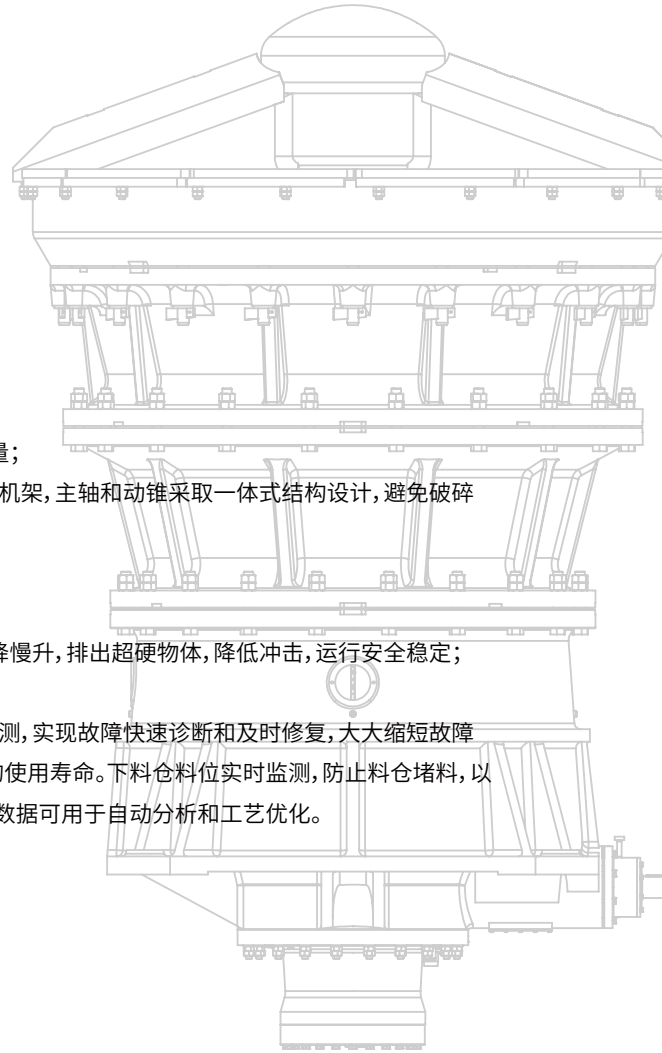 量；
机架，主轴和动锥采取一体式结构设计，避免破碎
降慢升，排出超硬物体，降低冲击，运行安全稳定；
测，实现故障快速诊断和及时修复，大大缩短故障
的使用寿命。下料仓料位实时监测，防止料仓堵料，以
数据可用于自动分析和工艺优化。